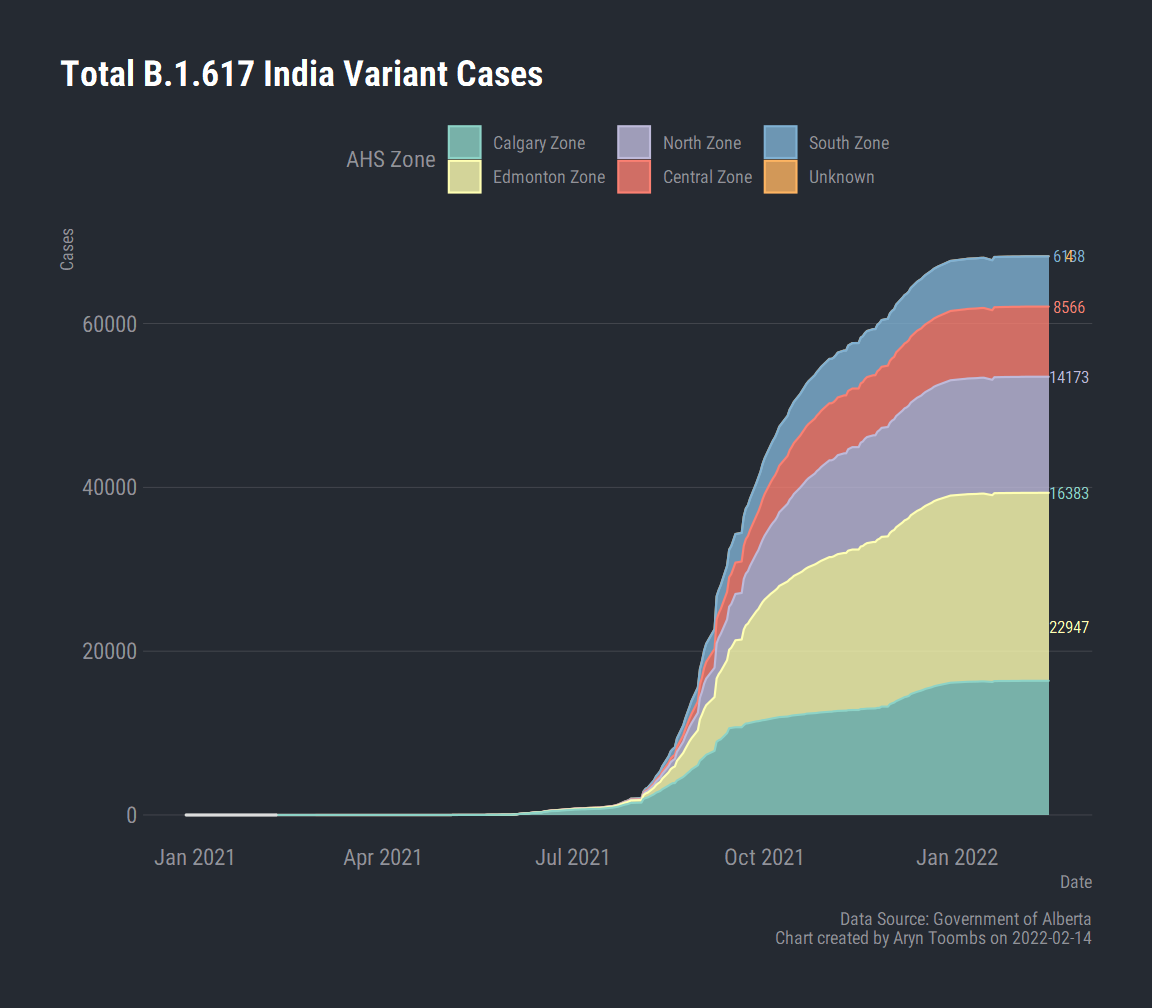 Total B.1.617 India Variant Cases
AHS Zone
Calgary Zone North Zone South Zone
Edmonton Zone Central Zone Unknown
Cases
6138
4
8566
60000
14173
40000
16383
22947
20000
0
Jan 2021 Apr 2021 Jul 2021 Oct 2021 Jan 2022
Date
Data Source: Government of Alberta
Chart created by Aryn Toombs on 2022-02-14